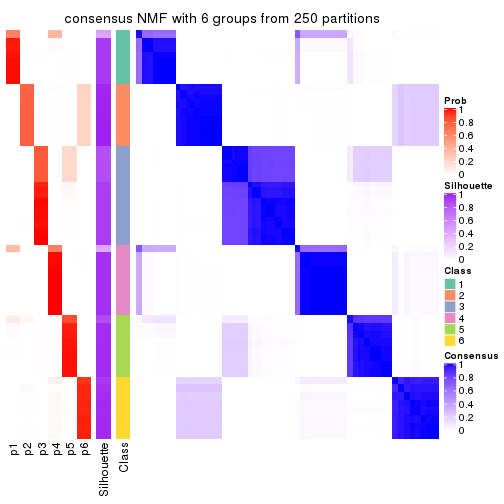 consensus NMF with 6 groups from 250 partitions
Prob
1
0.8
0.6
0.4
0.2
0
Silhouette
1
0.8
0.6
0.4
0.2
0
Class
1
2
3
4
5
6
Consensus
1
0.8
0.6
0.4
0.2
0
p1
p2
p3
p4
p5
p6
Silhouette
Class